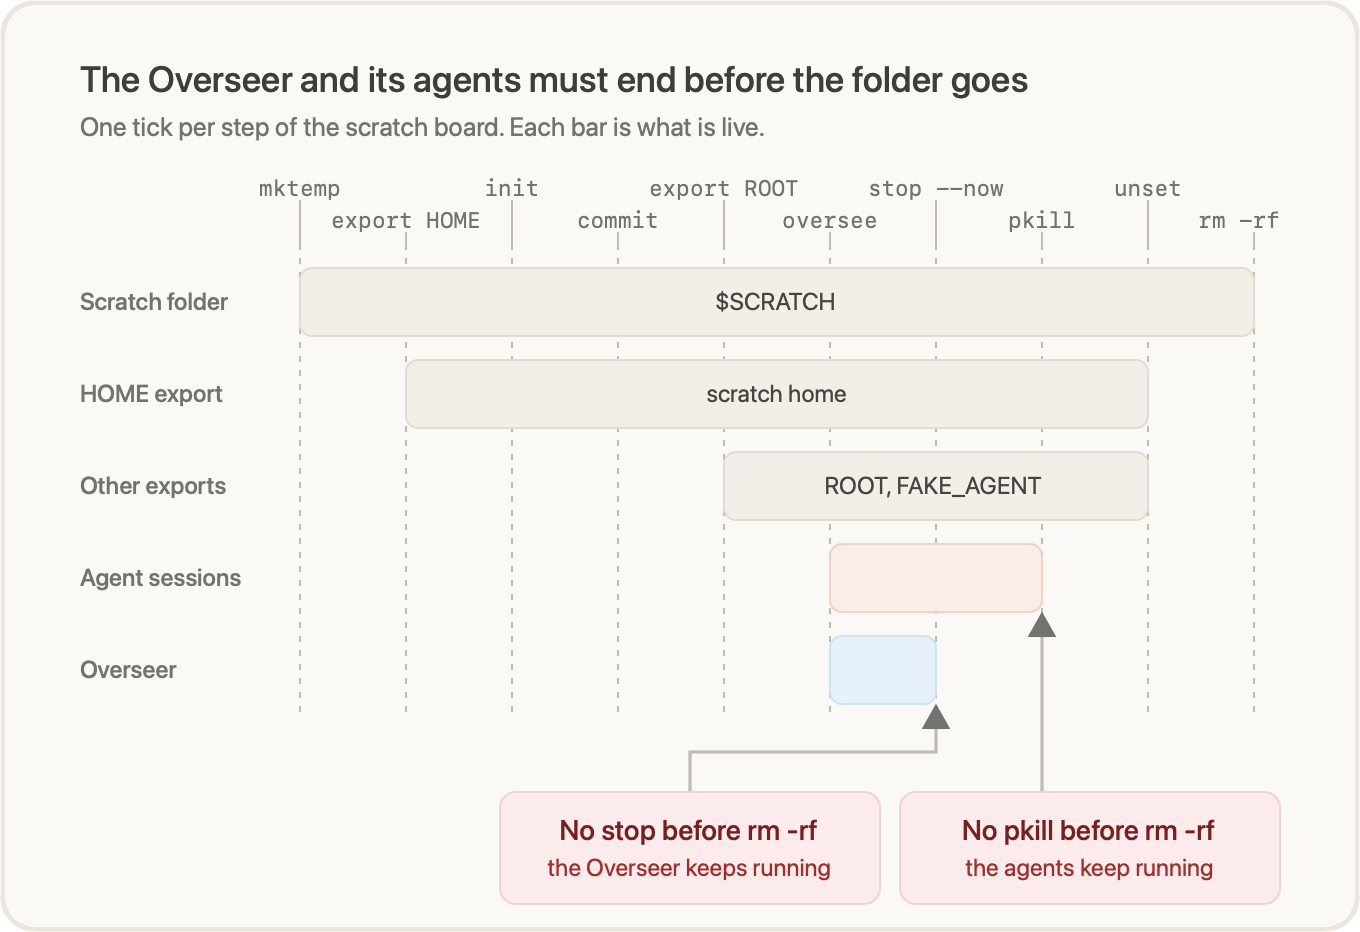 The Overseer and its agents must end before the folder goes
One tick per step of the scratch board. Each bar is what is live.
mktemp init export ROOT stop --now unset
export HOME commit oversee pkill rm -rf
Scratch folder $SCRATCH
HOME export scratch home
Other exports ROOT, FAKE_AGENT
Agent sessions
Overseer
No stop before rm -rf
the Overseer keeps running
No pkill before rm -rf
the agents keep running